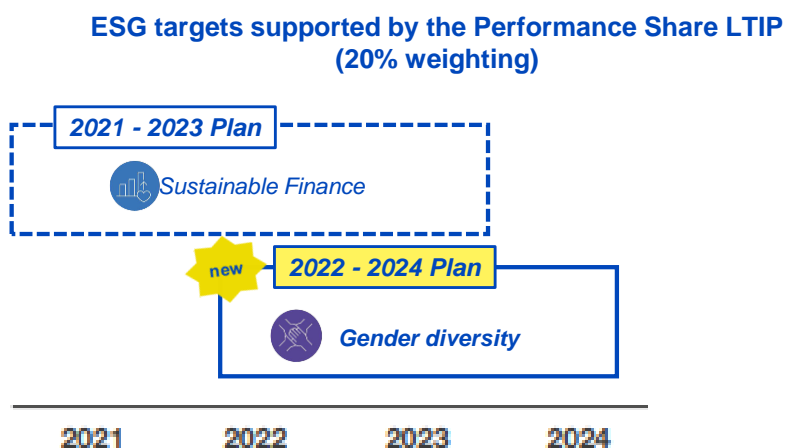 ESG targets supported by the Performance Share LTIP
(20% weighting)
2021 - 2023 Plan
Sustainable Finance
new
2022 - 2024 Plan
Gender diversity
2021 2022 2023 2024